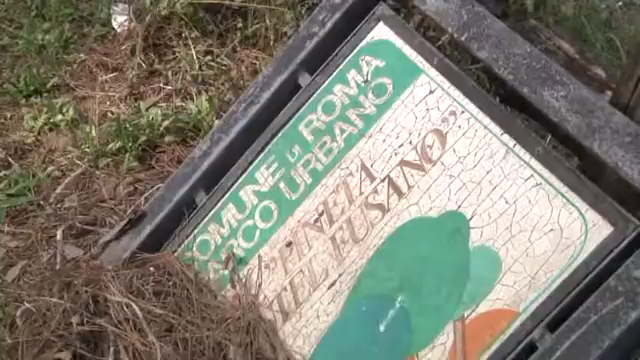 COMUNE DI ROMA
PARCO URBANO
"PINETA
DEL FUSANO"